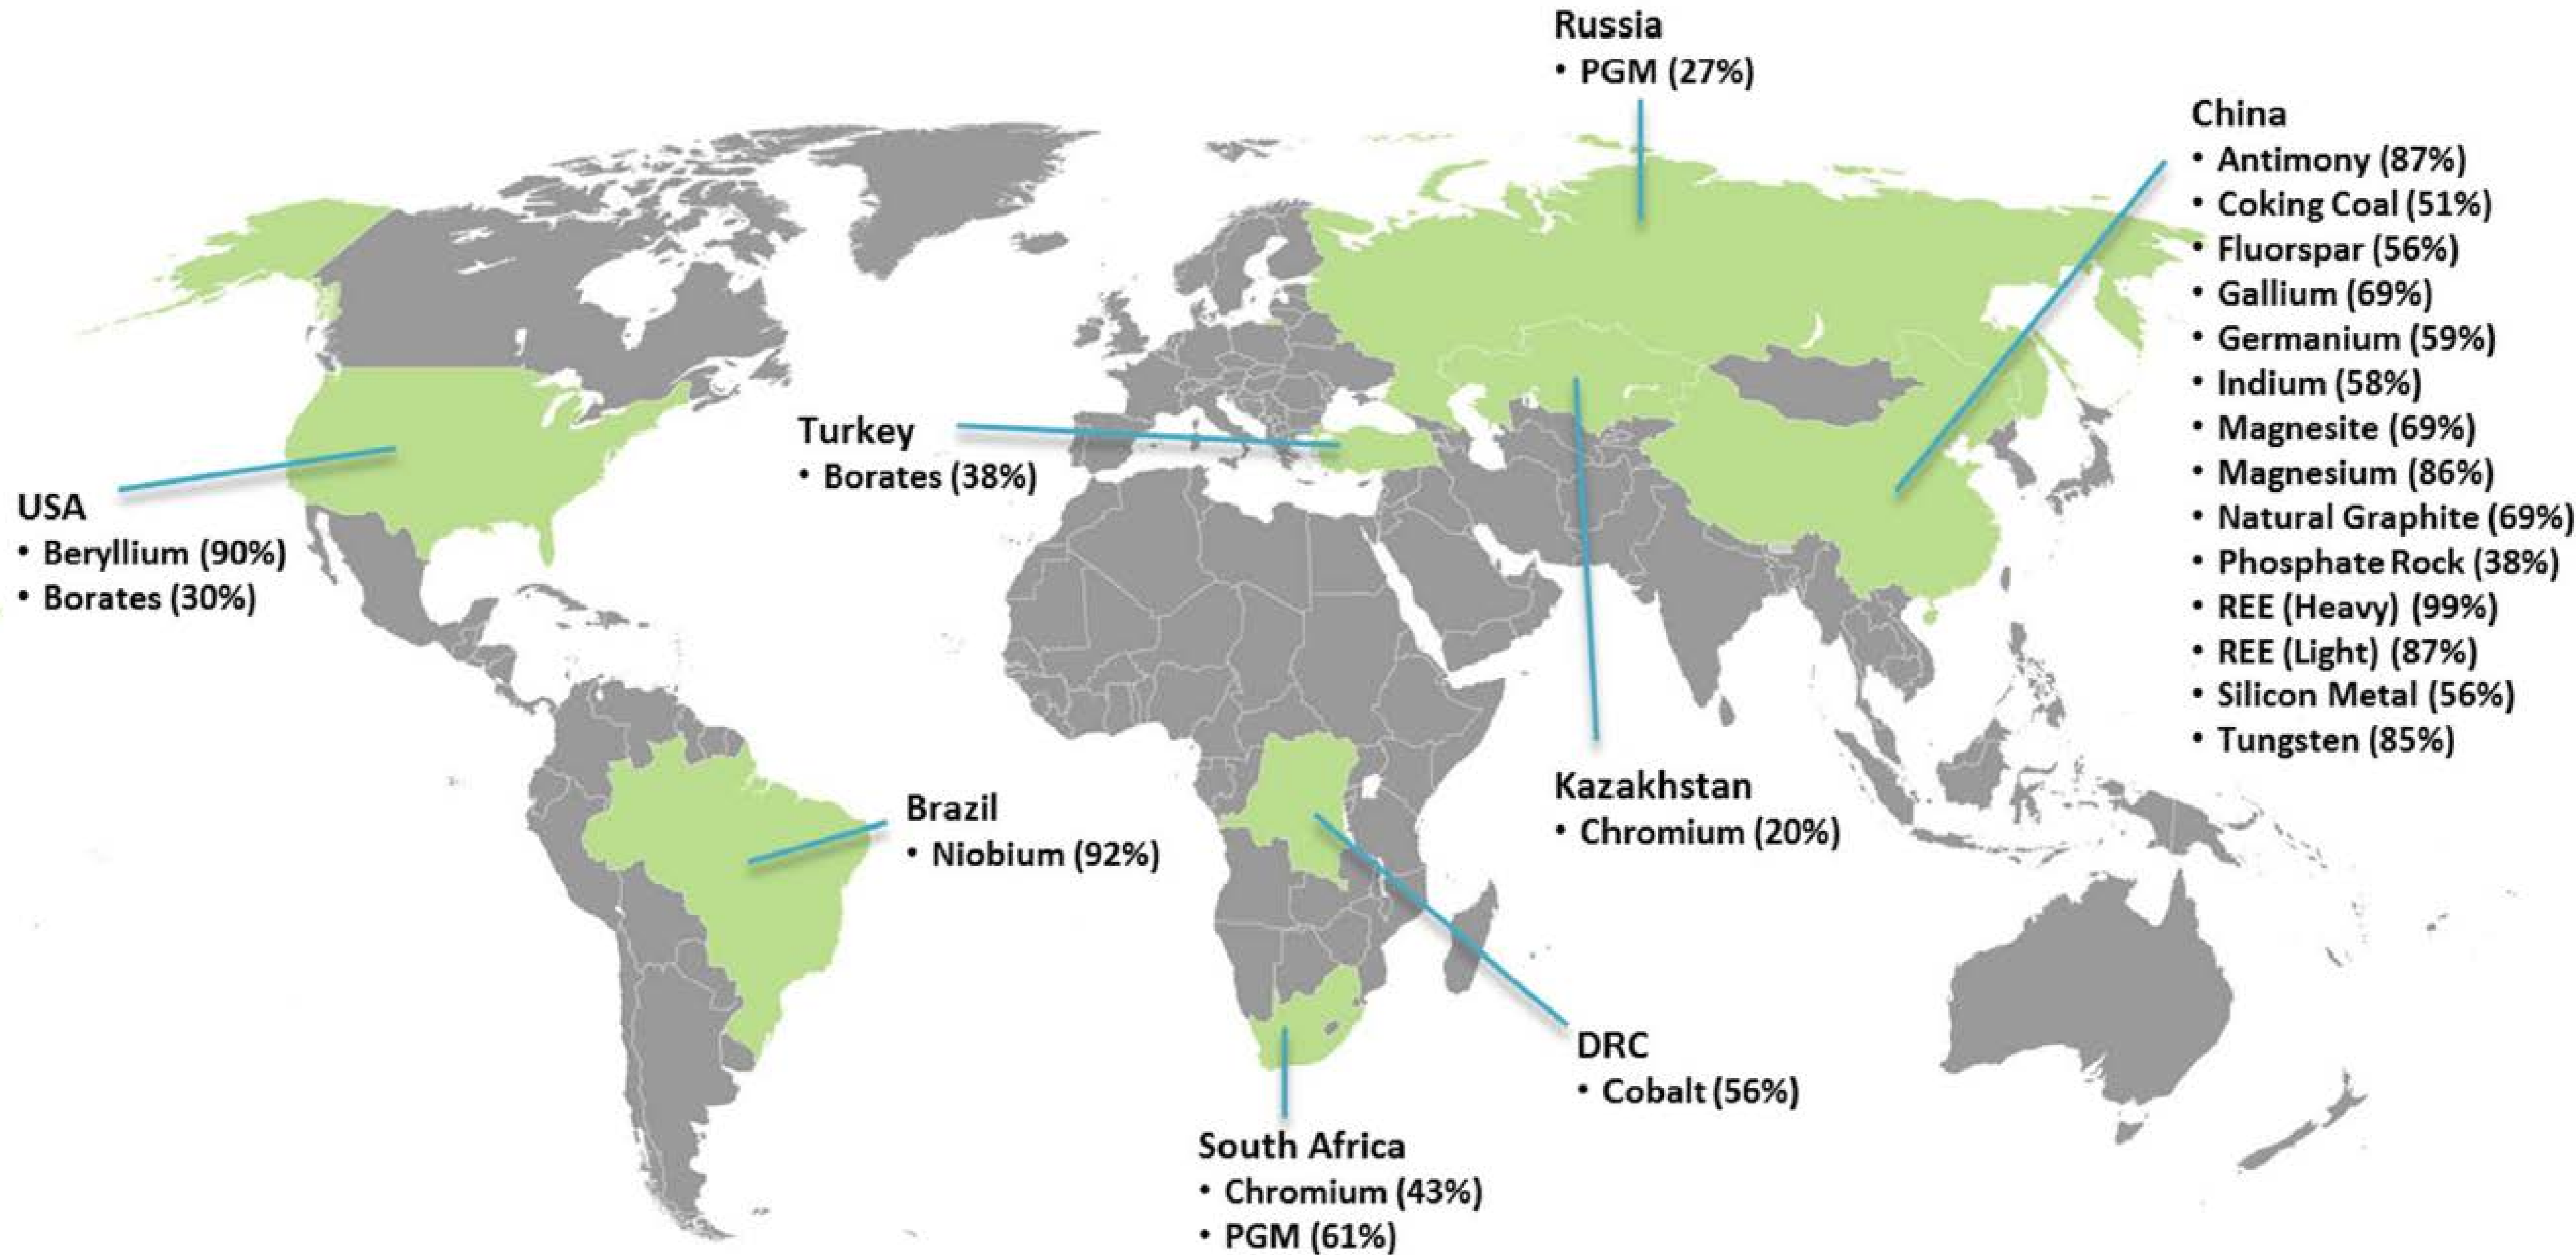 Russia
• PGM (27%)
China
• Antimony (87%)
• Coking Coal (51%)
• Fluorspar (56%)
• Gallium (69%)
• Germanium (59%)
• Indium (58%)
• Magnesite (69%)
• Magnesium (86%)
• Natural Graphite (69%)
• Phosphate Rock (38%)
• REE (Heavy) (99%)
• REE (Light) (87%)
• Silicon Metal (56%)
• Tungsten (85%)
Turkey
• Borates (38%)
USA
• Beryllium (90%)
• Borates (30%)
Brazil
• Niobium (92%)
Kazakhstan
• Chromium (20%)
DRC
• Cobalt (56%)
South Africa
• Chromium (43%)
• PGM (61%)